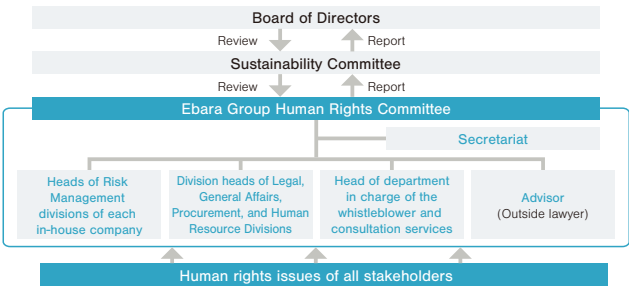 Board of Directors
Review
Report
Sustainability Committee
Review
Report
Ebara Group Human Rights Committee
Secretariat
Heads of Risk
Management
divisions of each
in-house company
Division heads of Legal,
General Affairs,
Procurement, and Human
Resource Divisions
Head of department
in charge of the
whistleblower and
consultation services
Advisor
(Outside lawyer)
Human rights issues of all stakeholders